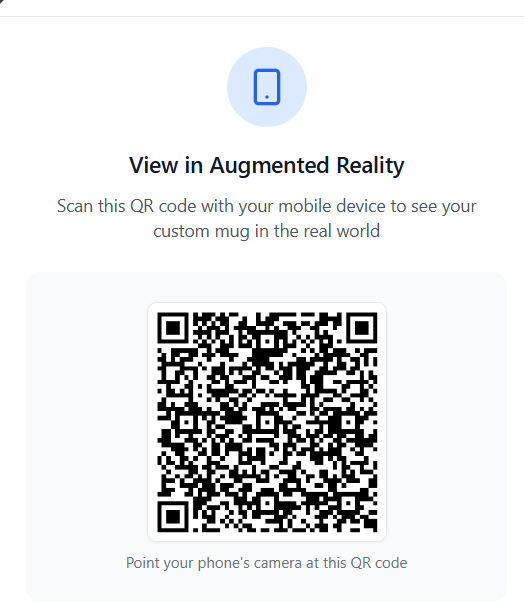 View in Augmented Reality
Scan this QR code with your mobile device to see your
custom mug in the real world
Point your phone's camera at this QR code